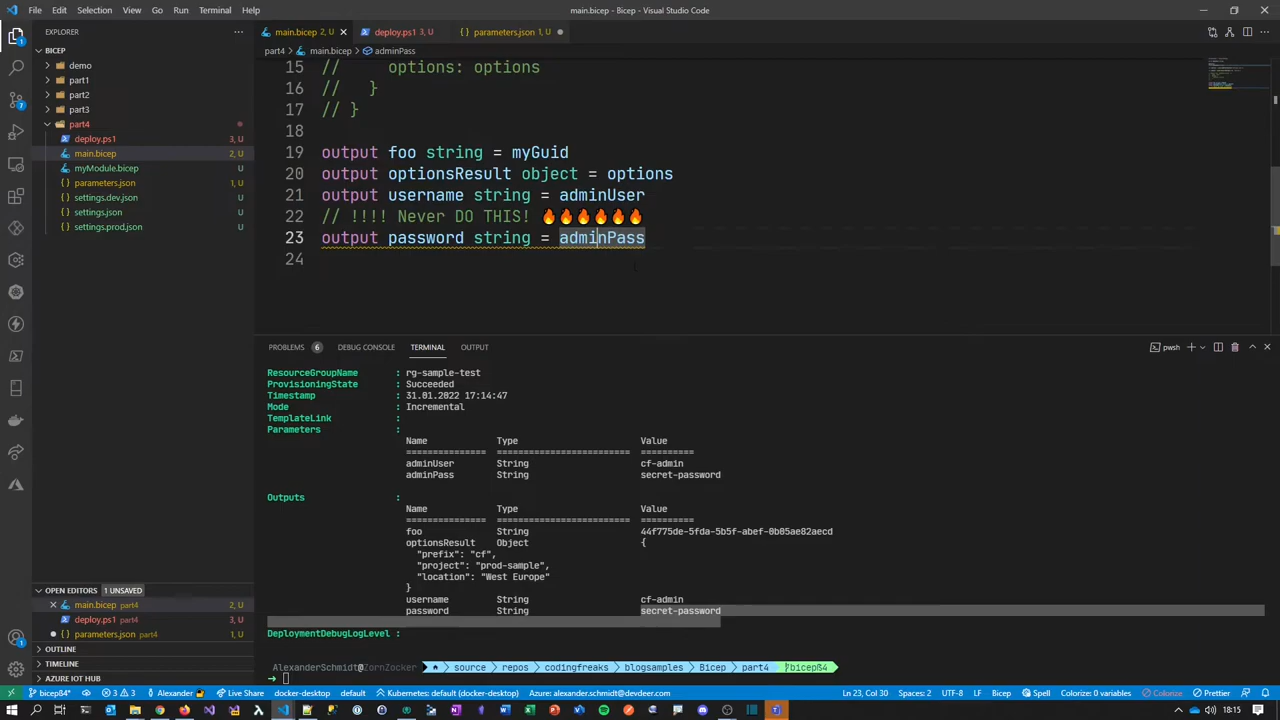 File Edit Selection View Go Run Terminal Help main.bicep - Bicep - Visual Studio Code
EXPLORER
BICEP
demo
part1
part2
part3
part4
deploy.ps1 3, U
main.bicep 2, U
myModule.bicep U
parameters.json 1, U
settings.dev.json U
settings.json U
settings.prod.json U
OPEN EDITORS 1 UNSAVED
main.bicep part4 2, U
deploy.ps1 part4 3, U
parameters.json part4 1, U
OUTLINE
TIMELINE
AZURE IOT HUB
main.bicep 2, U deploy.ps1 3, U parameters.json 1, U
part4 > main.bicep > adminPass
15 // options: options
16 // }
17 // }
18
19 output foo string = myGuid
20 output optionsResult object = options
21 output username string = adminUser
22 // !!!! Never DO THIS! 🔥🔥🔥🔥🔥🔥
23 output password string = adminPass
24
PROBLEMS 6 DEBUG CONSOLE TERMINAL OUTPUT pwsh
ResourceGroupName : rg-sample-test
ProvisioningState : Succeeded
Timestamp : 31.01.2022 17:14:47
Mode : Incremental
TemplateLink :
Parameters :
Name Type Value
=============== ========================= ==========
adminUser String cf-admin
adminPass String secret-password
Outputs :
Name Type Value
=============== ========================= ==========
foo String 44f775de-5fda-5b5f-abef-0b05ae82aecd
optionsResult Object {
"prefix": "cf",
"project": "prod-sample",
"location": "West Europe"
}
username String cf-admin
password String secret-password
DeploymentDebugLogLevel :
AlexanderSchmidt@ZornZocker source repos codingfreaks blogsamples Bicep part4 bicep84
bicep84* 3 3 Alexander Live Share docker-desktop default Kubernetes: default (docker-desktop) Azure: alexander.schmidt@devdeer.com Ln 23, Col 30 Spaces: 2 UTF-8 LF Bicep Spell Colorize: 0 variables Colorize Prettier
18:15